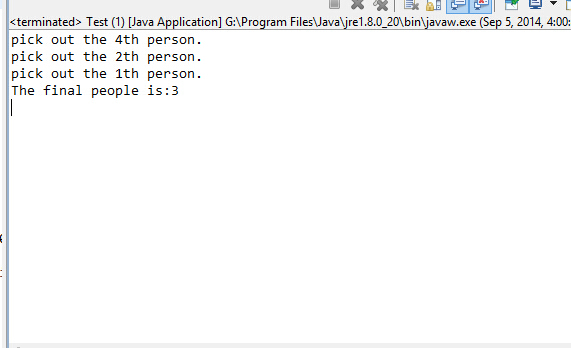 <terminated> Test (1) [Java Application] G:\Program Files\Java\jre1.8.0_20\bin\javaw.exe (Sep 5, 2014, 4:00:
pick out the 4th person.
pick out the 2th person.
pick out the 1th person.
The final people is:3